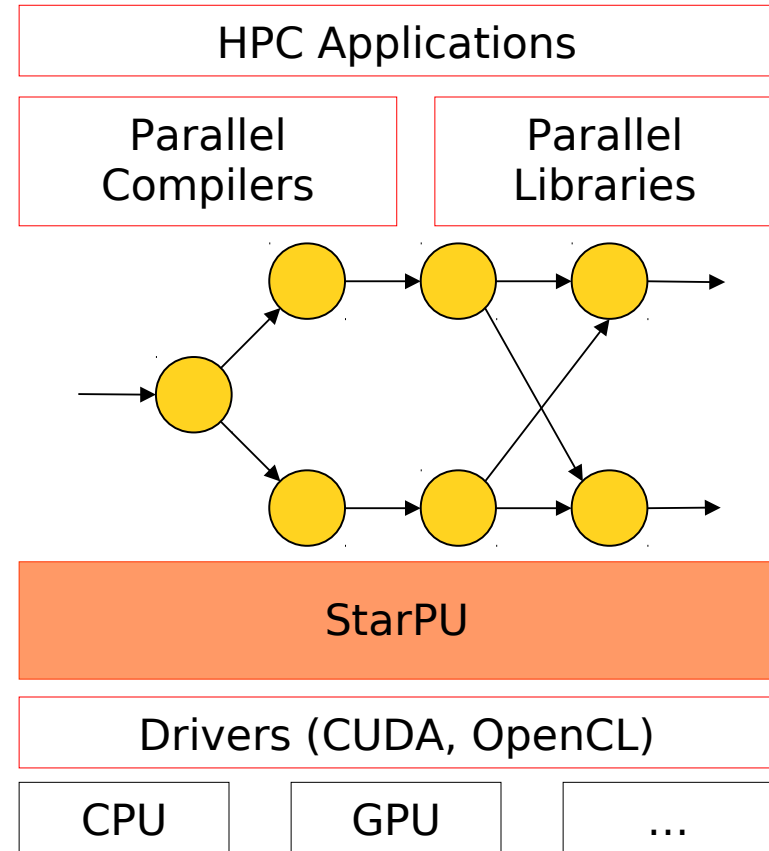 HPC Applications
Parallel
Compilers
Parallel
Libraries
StarPU
Drivers (CUDA, OpenCL)
CPU
GPU
...